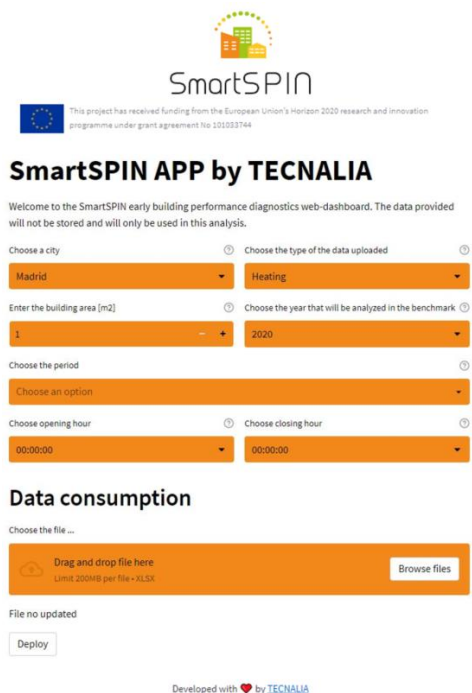 SmartSPIN
This project has received funding from the European Union's Horizon 2020 research and innovation
programme under grant agreement No 101033744
SmartSPIN APP by TECNALIA
Welcome to the SmartSPIN early building performance diagnostics web-dashboard. The data provided
will not be stored and will only be used in this analysis.
Choose a city
Choose the type of the data uploaded
Madrid
Heating
Enter the building area [m2]
Choose the year that will be analyzed in the benchmark
1
2020
Choose the period
Choose an option
Choose opening hour
Choose closing hour
00:00:00
00:00:00
Data consumption
Choose the file ...
Drag and drop file here
Limit 200MB per file • XLSX
Browse files
File no updated
Deploy
Developed with ❤ by TECNALIA